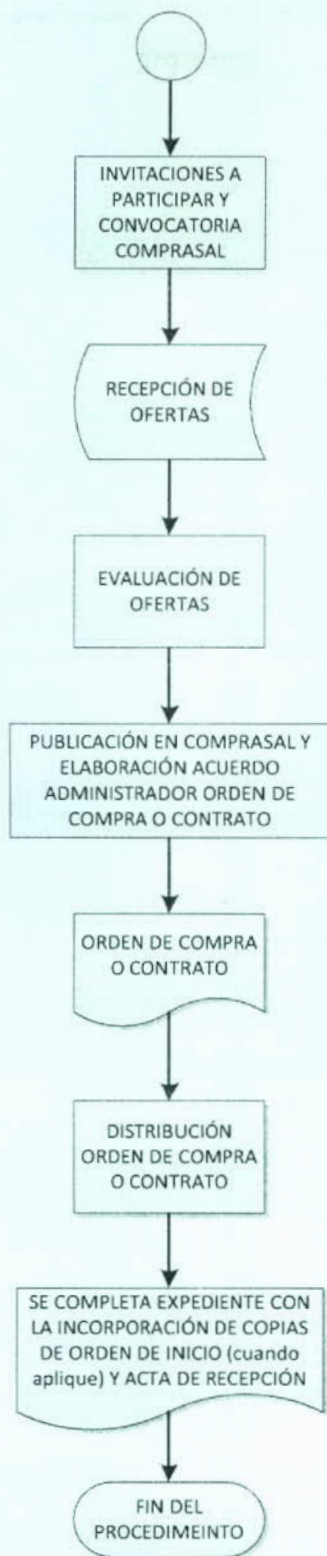 INVITACIONES A
PARTICIPAR Y
CONVOCATORIA
COMPRASAL
RECEPCIÓN DE
OFERTAS
EVALUACIÓN DE
OFERTAS
PUBLICACIÓN EN COMPRASAL Y
ELABORACIÓN ACUERDO
ADMINISTRADOR ORDEN DE
COMPRA O CONTRATO
ORDEN DE COMPRA
O CONTRATO
DISTRIBUCIÓN
ORDEN DE COMPRA
O CONTRATO
SE COMPLETA EXPEDIENTE CON
LA INCORPORACIÓN DE COPIAS
DE ORDEN DE INICIO (cuando
aplique) Y ACTA DE RECEPCIÓN
FIN DEL
PROCEDIMEINTO